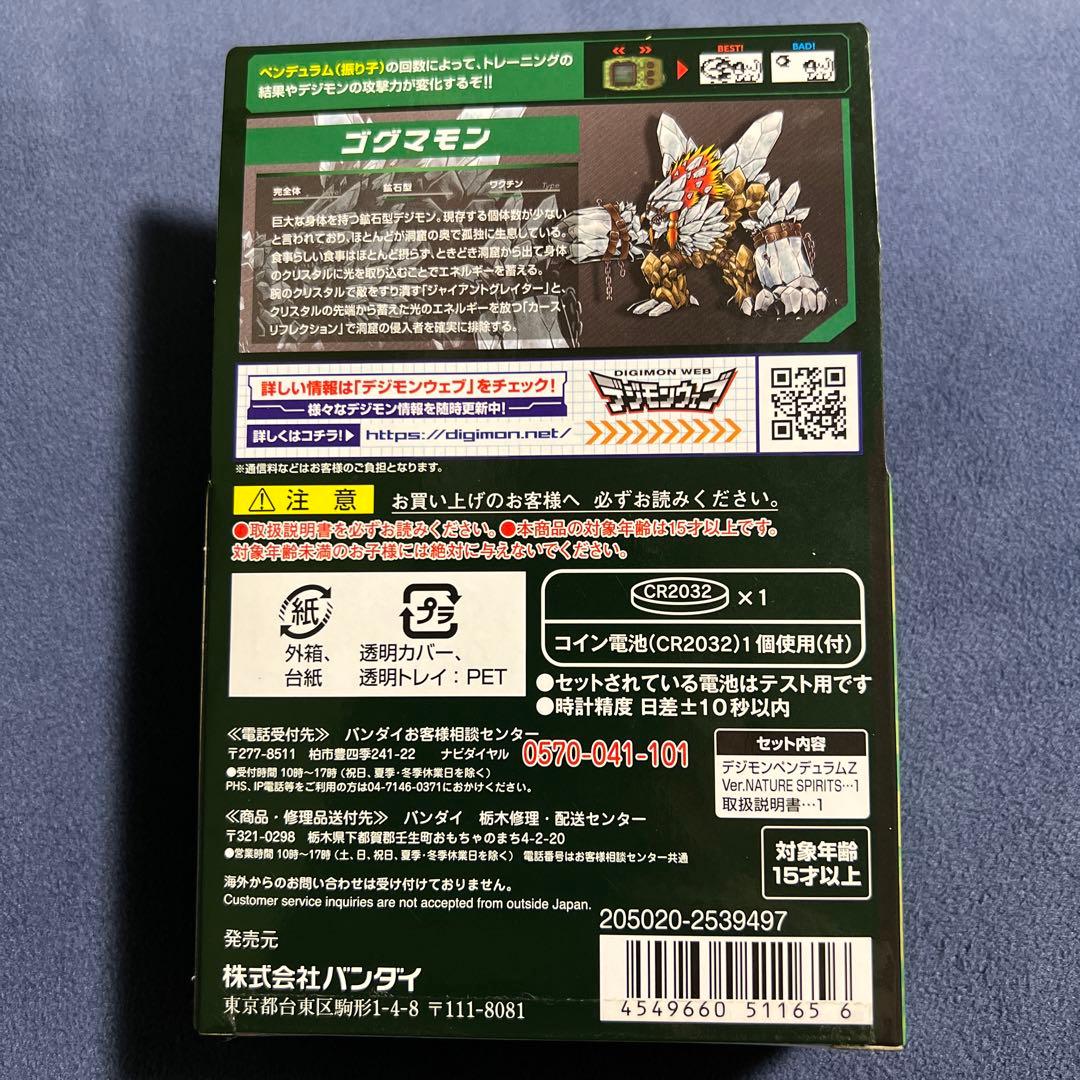 ペンデュラム(振り子)の回数によって、トレーニングの
結果やデジモンの攻撃力が変化するぞ!!
BEST!
BAD!
ゴグマモン
完全体
鉱石型
ワクチン Type
巨大な身体を持つ鉱石型デジモン。現存する個体数が少ない
と言われており、ほとんどが洞窟の奥で孤独に生息している。
食事らしい食事はほとんど摂らず、ときどき洞窟から出て身体
のクリスタルに光を取り込むことでエネルギーを蓄える。
腕のクリスタルで敵をすり潰す「ジャイアントグレイター」と、
クリスタルの先端から蓄えた光のエネルギーを放つ「カース
リフレクション」で洞窟の侵入者を確実に排除する。
詳しい情報は「デジモンウェブ」をチェック!
様々なデジモン情報を随時更新中!
詳しくはコチラ!▶ https://digimon.net/
DIGIMON WEB
デジモンウェブ
※通信料などはお客様のご負担となります。
⚠ 注意 お買い上げのお客様へ 必ずお読みください。
●取扱説明書を必ずお読みください。●本商品の対象年齢は15才以上です。
対象年齢未満のお子様には絶対に与えないでください。
紙
外箱、
台紙
プラ
透明カバー、
透明トレイ:PET
CR2032 ×1
コイン電池(CR2032)1個使用(付)
●セットされている電池はテスト用です
●時計精度 日差±10秒以内
≪電話受付先≫ バンダイお客様相談センター
〒277-8511 柏市豊四季241-22 ナビダイヤル 0570-041-101
●受付時間 10時〜17時(祝日、夏季・冬季休業日を除く)
PHS、IP電話等をご利用の方は04-7146-0371におかけください。
セット内容
デジモンペンデュラムZ
Ver.NATURE SPIRITS…1
取扱説明書…1
≪商品・修理品送付先≫ バンダイ 栃木修理・配送センター
〒321-0298 栃木県下都賀郡壬生町おもちゃのまち4-2-20
●営業時間 10時〜17時(土、日、祝日、夏季・冬季休業日を除く) 電話番号はお客様相談センター共通
対象年齢
15才以上
海外からのお問い合わせは受け付けておりません。
Customer service inquiries are not accepted from outside Japan.
205020-2539497
発売元
株式会社バンダイ
東京都台東区駒形1-4-8 〒111-8081
4549660 51165 6